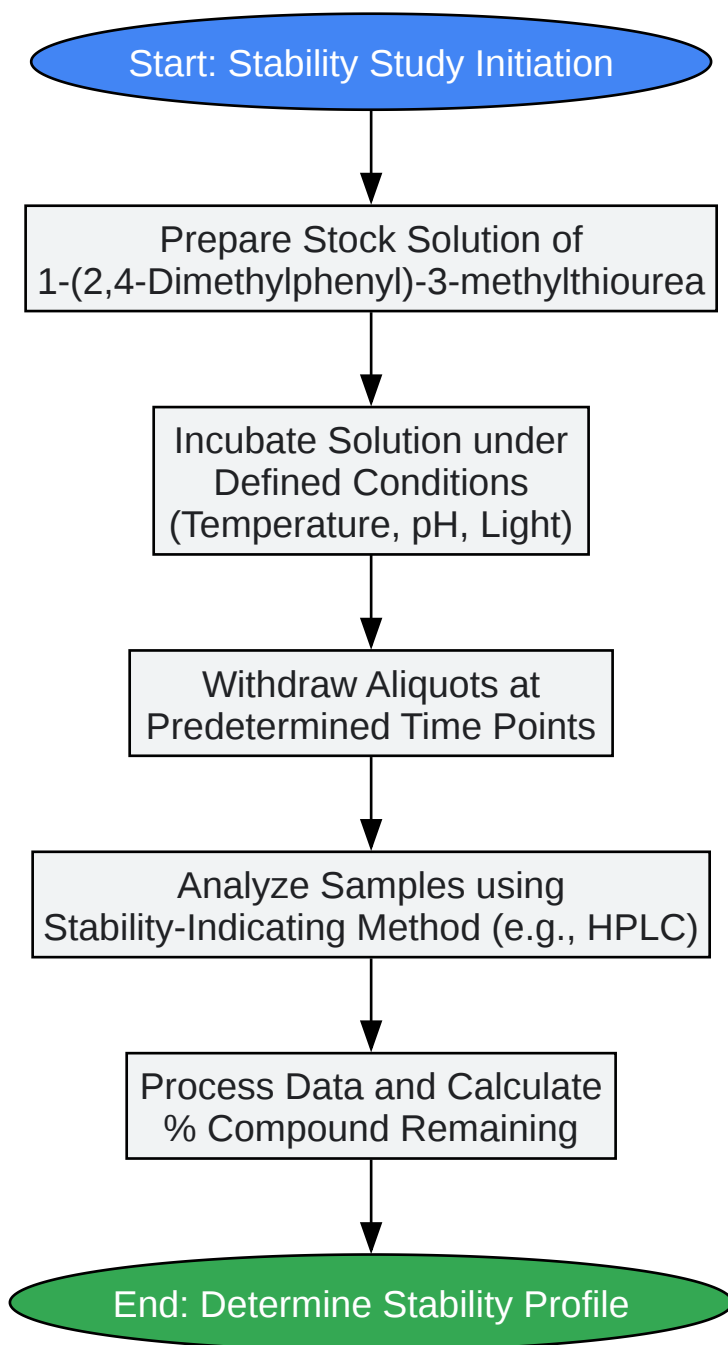 Start: Stability Study Initiation
Prepare Stock Solution of
1-(2,4-Dimethylphenyl)-3-methylthiourea
Incubate Solution under
Defined Conditions
(Temperature, pH, Light)
Withdraw Aliquots at
Predetermined Time Points
Analyze Samples using
Stability-Indicating Method (e.g., HPLC)
Process Data and Calculate
% Compound Remaining
End: Determine Stability Profile